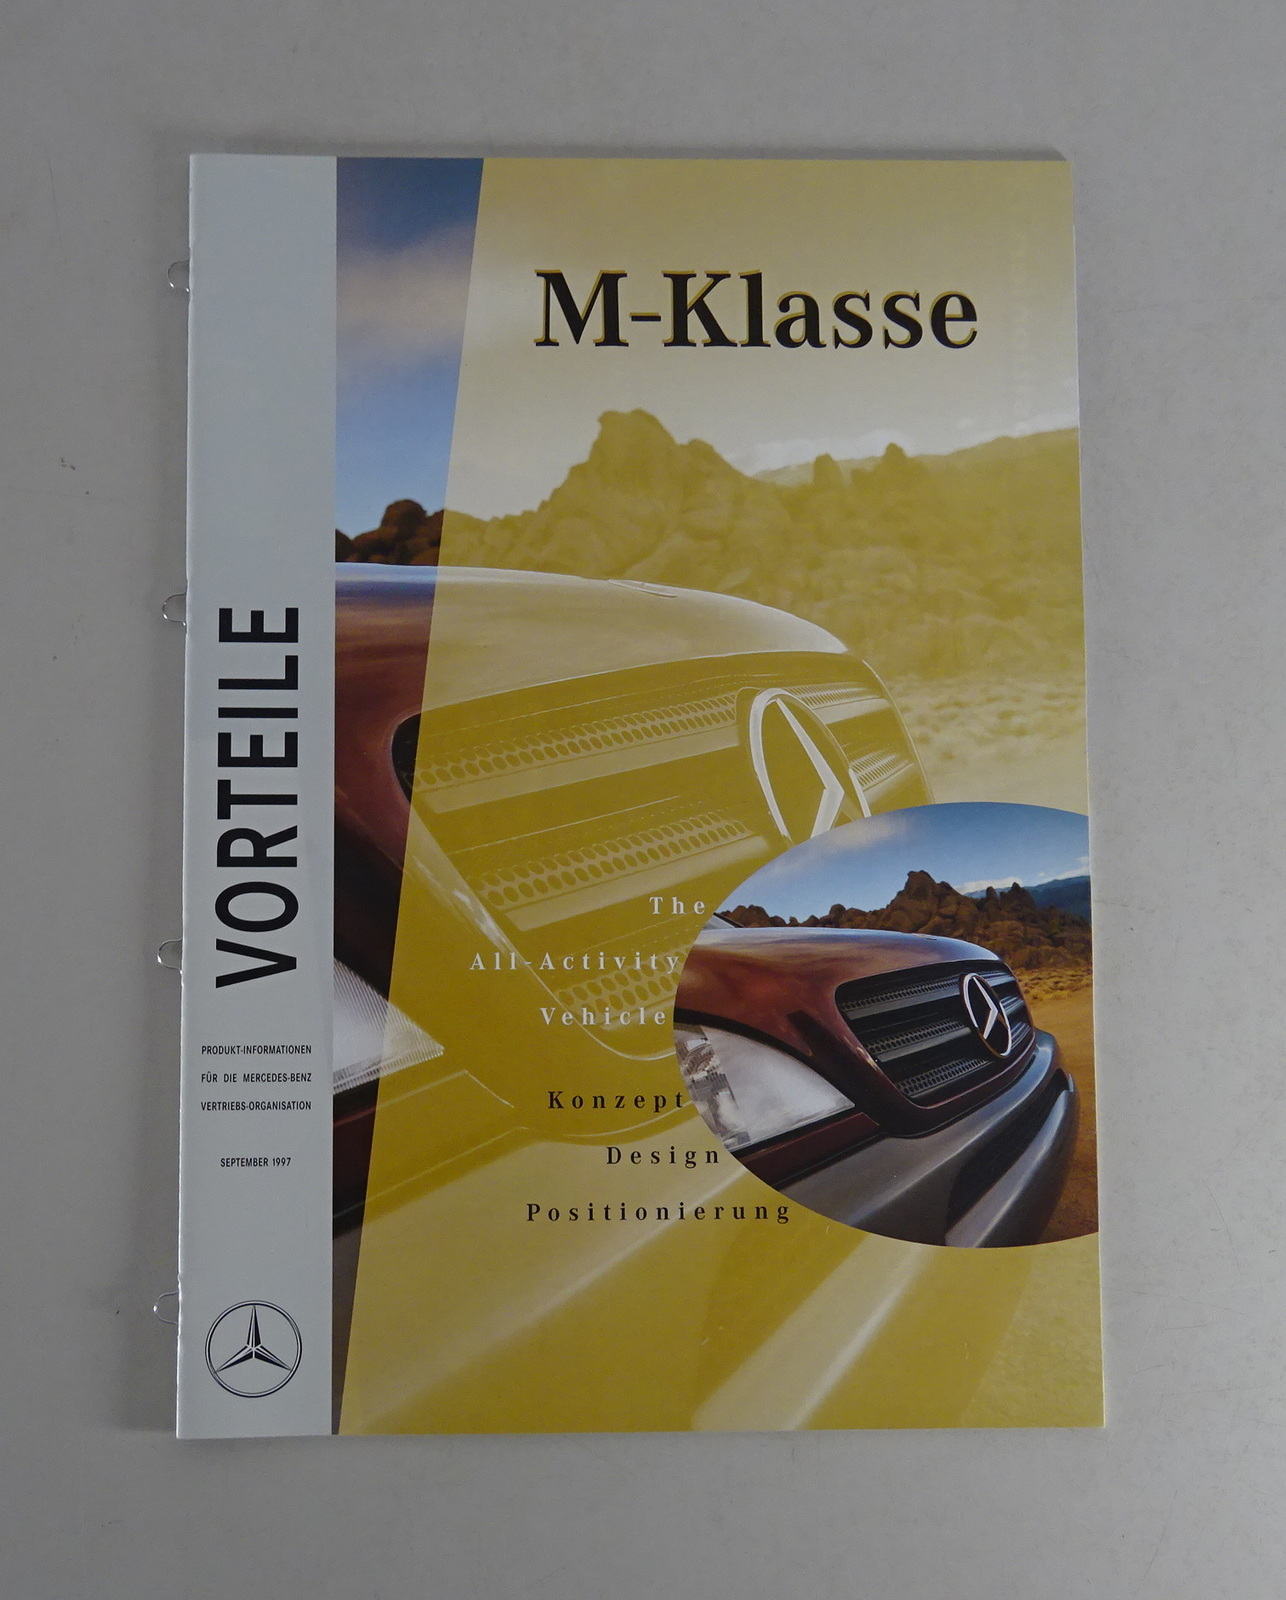 M-Klasse
The
All-Activity
Vehicle
Konzept
Design
Positionierung
VORTEILE
PRODUKT-INFORMATIONEN
FÜR DIE MERCEDES-BENZ
VERTRIEBS-ORGANISATION
SEPTEMBER 1997